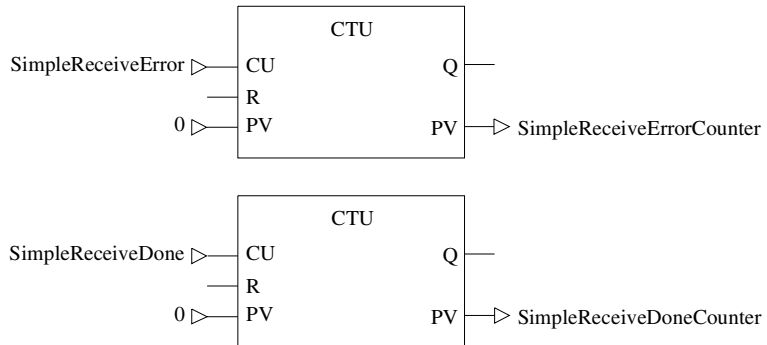 CTU
SimpleReceiveError CU Q
R
0 PV PV SimpleReceiveErrorCounter
CTU
SimpleReceiveDone CU Q
R
0 PV PV SimpleReceiveDoneCounter